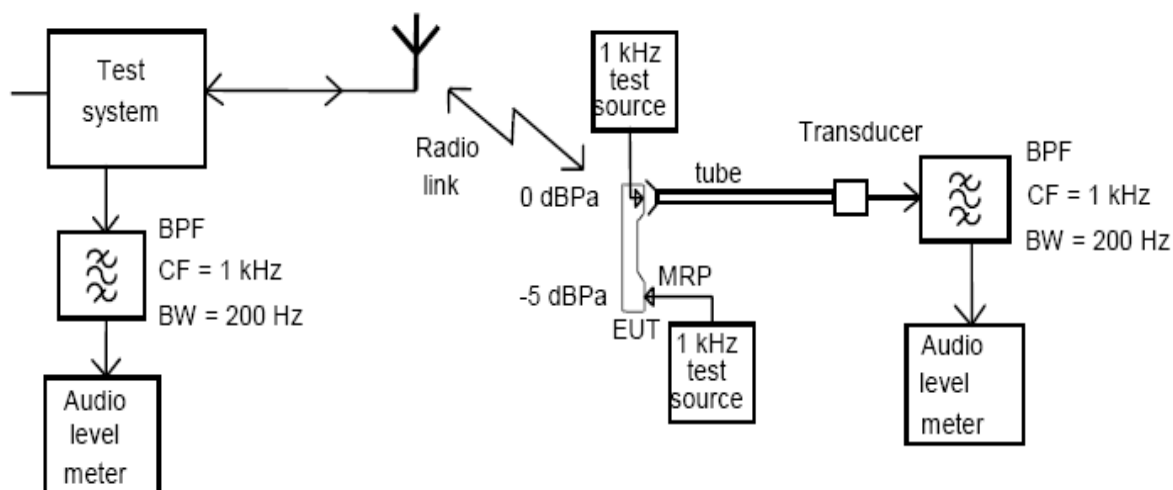 Test
system
BPF
CF = 1 kHz
BW = 200 Hz
Audio
level
meter
Radio
link
1 kHz
test
source
0 dBPa
-5 dBPa
EUT
MRP
1 kHz
test
source
tube
Transducer
BPF
CF = 1 kHz
BW = 200 Hz
Audio
level
meter